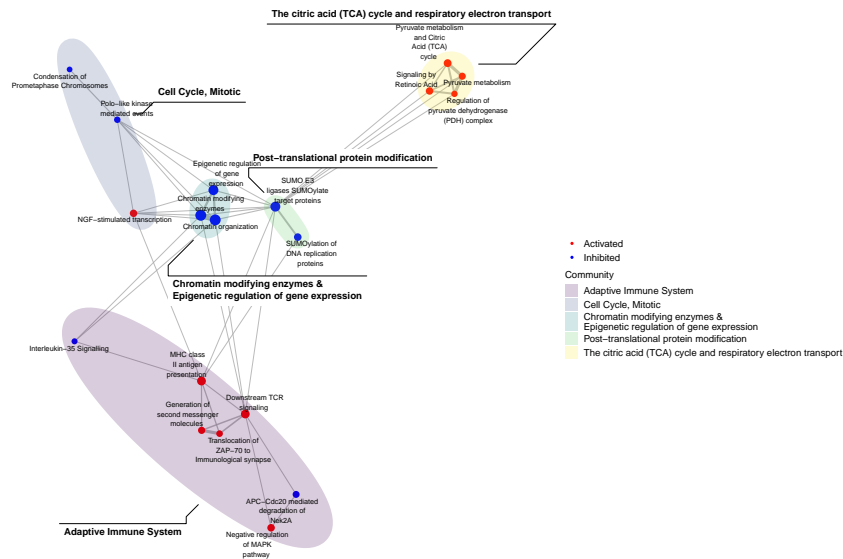 The citric acid (TCA) cycle and respiratory electron transport
Pyruvate metabolism
and Citric
Acid (TCA)
cycle
Signaling by
Retinoic Acid
Pyruvate metabolism
Regulation of
pyruvate dehydrogenase
(PDH) complex
Condensation of
Prometaphase Chromosomes
Cell Cycle, Mitotic
Polo−like kinase
mediated events
Post−translational protein modification
Epigenetic regulation
of gene
expression
SUMO E3
ligases SUMOylate
target proteins
Chromatin modifying
enzymes
NGF−stimulated transcription
Chromatin organization
SUMOylation of
DNA replication
proteins
Chromatin modifying enzymes &
Epigenetic regulation of gene expression
Interleukin−35 Signalling
MHC class
II antigen
presentation
Downstream TCR
signaling
Generation of
second messenger
molecules
Translocation of
ZAP−70 to
Immunological synapse
APC−Cdc20 mediated
degradation of
Nek2A
Negative regulation
of MAPK
pathway
Adaptive Immune System
Activated
Inhibited
Community
Adaptive Immune System
Cell Cycle, Mitotic
Chromatin modifying enzymes &
Epigenetic regulation of gene expression
Post−translational protein modification
The citric acid (TCA) cycle and respiratory electron transport